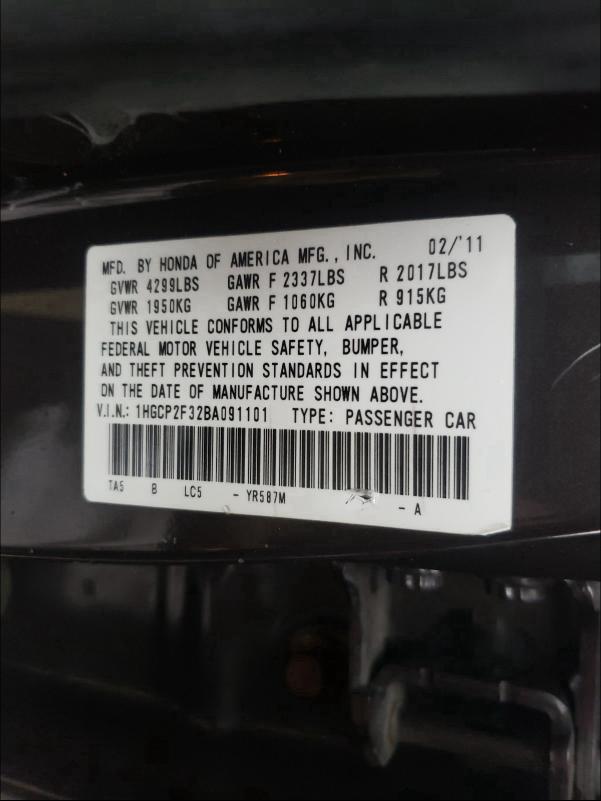 MFD. BY HONDA OF AMERICA MFG., INC. 02/'11
GVWR 4299LBS GAWR F 2337LBS R 2017LBS
GVWR 1950KG GAWR F 1060KG R 915KG
THIS VEHICLE CONFORMS TO ALL APPLICABLE
FEDERAL MOTOR VEHICLE SAFETY, BUMPER,
AND THEFT PREVENTION STANDARDS IN EFFECT
ON THE DATE OF MANUFACTURE SHOWN ABOVE.
V.I.N.: 1HGCP2F32BA091101 TYPE: PASSENGER CAR
TA5 B LC5 - YR587M - A